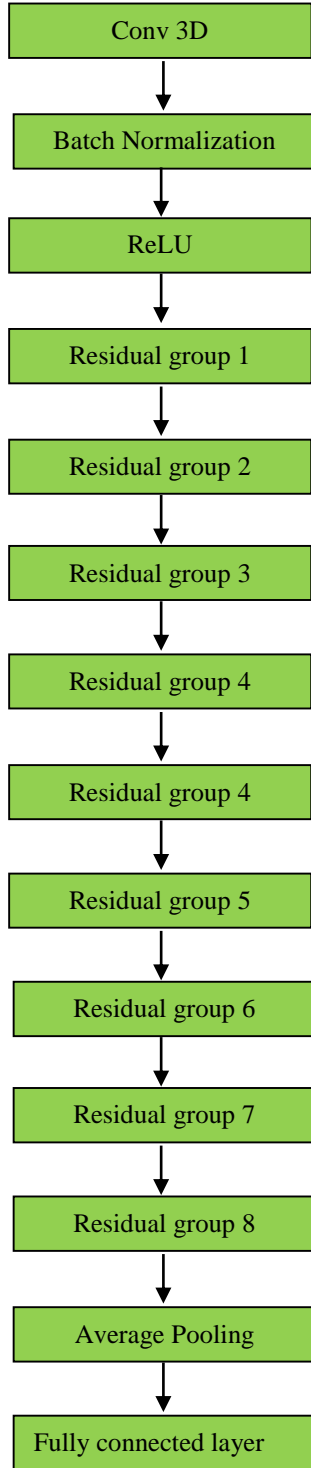 Conv 3D
Batch Normalization
ReLU
Residual group 1
Residual group 2
Residual group 3
Residual group 4
Residual group 4
Residual group 5
Residual group 6
Residual group 7
Residual group 8
Average Pooling
Fully connected layer